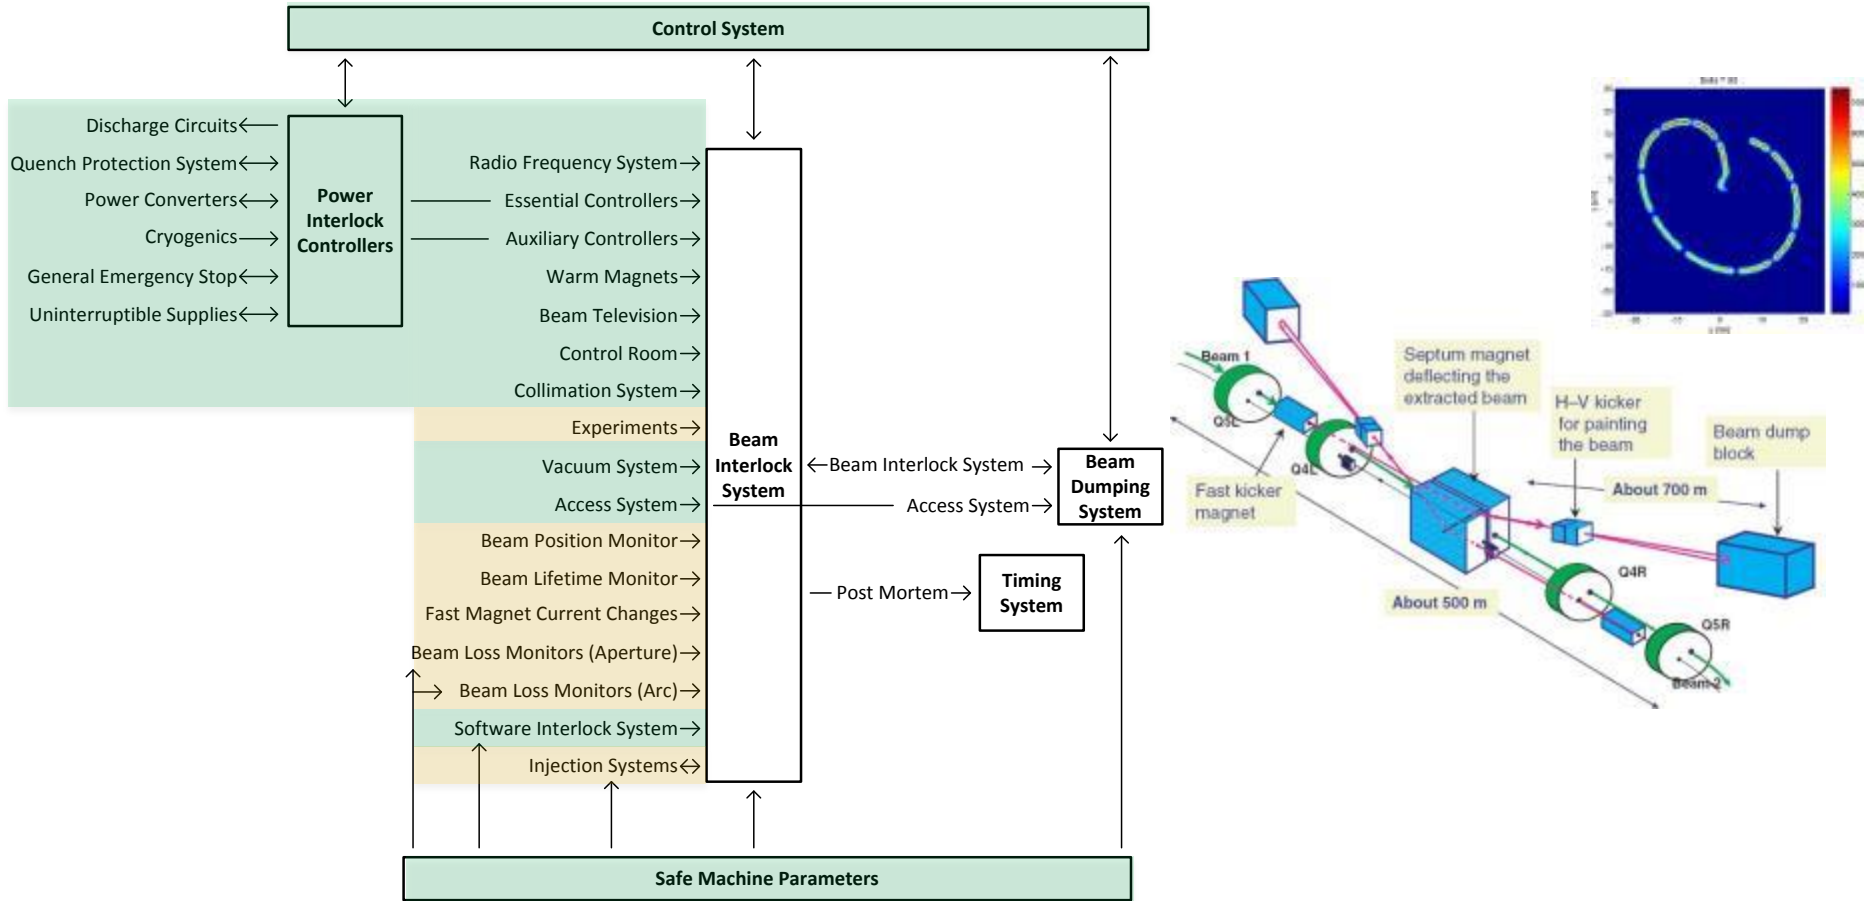 Control System
Discharge Circuits
Quench Protection System
Power Converters
Cryogenics
General Emergency Stop
Uninterruptible Supplies
Power
Interlock
Controllers
Radio Frequency System
Essential Controllers
Auxiliary Controllers
Warm Magnets
Beam Television
Control Room
Collimation System
Experiments
Vacuum System
Access System
Beam Position Monitor
Beam Lifetime Monitor
Fast Magnet Current Changes
Beam Loss Monitors (Aperture)
Beam Loss Monitors (Arc)
Software Interlock System
Injection Systems
Beam
Interlock
System
Beam Interlock System
Access System
Post Mortem
Beam
Dumping
System
Timing
System
Safe Machine Parameters
Beam 1
Q5L
Q4L
Fast kicker
magnet
Septum magnet
deflecting the
extracted beam
H–V kicker
for painting
the beam
Beam dump
block
About 700 m
About 500 m
Q4R
Q5R
Beam 2